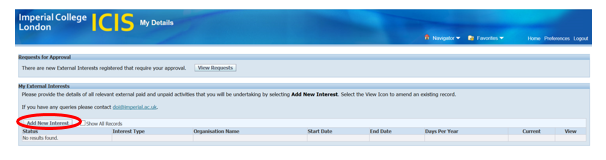 Imperial College
London
ICIS My Details
Navigator Favorites Home Preferences Logout
Requests for Approval
There are new External Interests registered that require your approval. View Requests
My External Interests
Please provide the details of all relevant external paid and unpaid activities that you will be undertaking by selecting Add New Interest. Select the View Icon to amend an existing record.
If you have any queries please contact doi@imperial.ac.uk.
Add New Interest Show All Records
Status Interest Type Organisation Name Start Date End Date Days Per Year Current View
No results found.